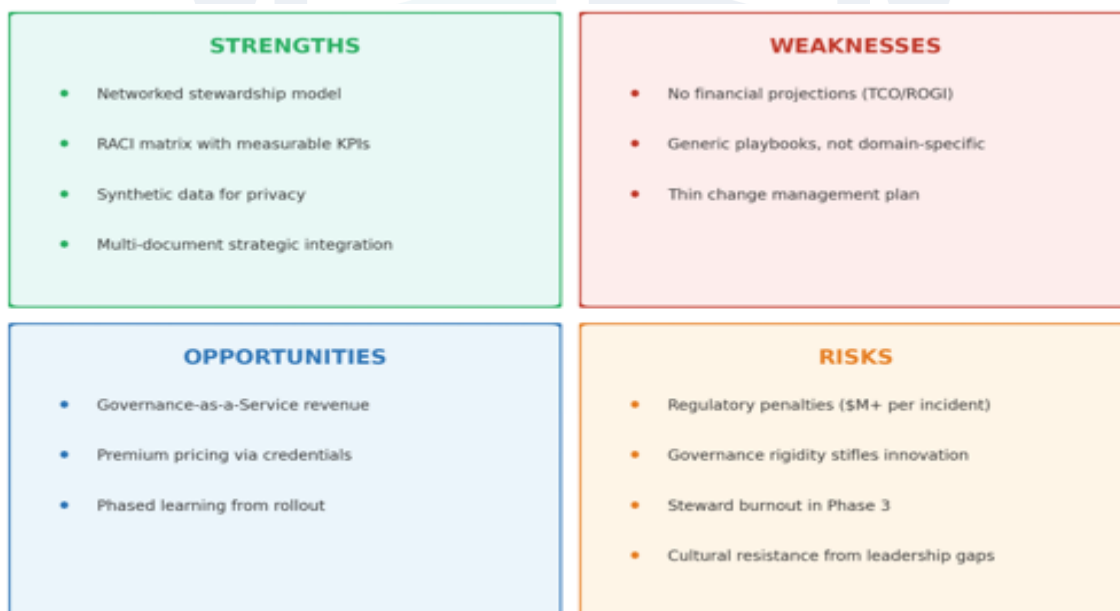 STRENGTHS
• Networked stewardship model
• RACI matrix with measurable KPIs
• Synthetic data for privacy
• Multi-document strategic integration
WEAKNESSES
• No financial projections (TCO/ROGI)
• Generic playbooks, not domain-specific
• Thin change management plan
OPPORTUNITIES
• Governance-as-a-Service revenue
• Premium pricing via credentials
• Phased learning from rollout
RISKS
• Regulatory penalties ($M+ per incident)
• Governance rigidity stifles innovation
• Steward burnout in Phase 3
• Cultural resistance from leadership gaps